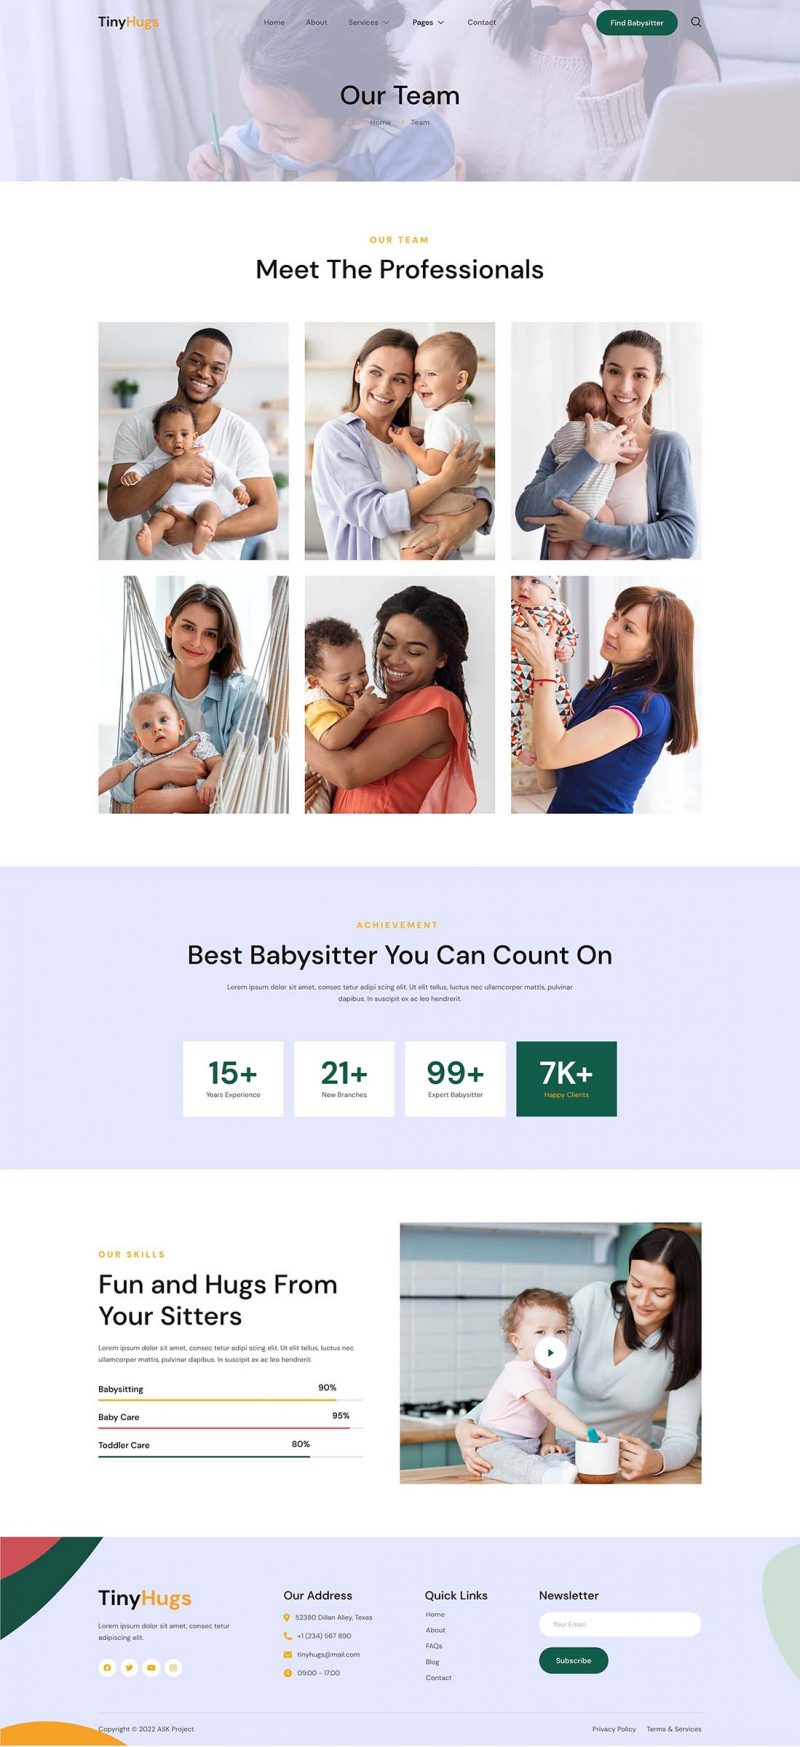 TinyHugs
Home About Services Pages Contact
Find Babysitter
Our Team
Home Team
OUR TEAM
Meet The Professionals
ACHIEVEMENT
Best Babysitter You Can Count On
Lorem ipsum dolor sit amet, consec tetur adipi scing elit. Ut elit tellus, luctus nec ullamcorper mattis, pulvinar
dapibus. In suscipit ex ac leo hendrerit.
15+
Years Experience
21+
New Branches
99+
Expert Babysitter
7K+
Happy Clients
OUR SKILLS
Fun and Hugs From
Your Sitters
Lorem ipsum dolor sit amet, consec tetur adipi scing elit. Ut elit tellus, luctus nec
ullamcorper mattis, pulvinar dapibus. In suscipit ex ac leo hendrerit.
Babysitting 90%
Baby Care 95%
Toddler Care 80%
TinyHugs
Lorem ipsum dolor sit amet, consec tetur
adipiscing elit.
Our Address
52380 Dillan Alley, Texas
+1 (234) 567 890
tinyhugs@mail.com
09.00 - 17.00
Quick Links
Home
About
FAQs
Blog
Contact
Newsletter
Your Email
Subscribe
Copyright © 2022 ASK Project
Privacy Policy Terms & Services